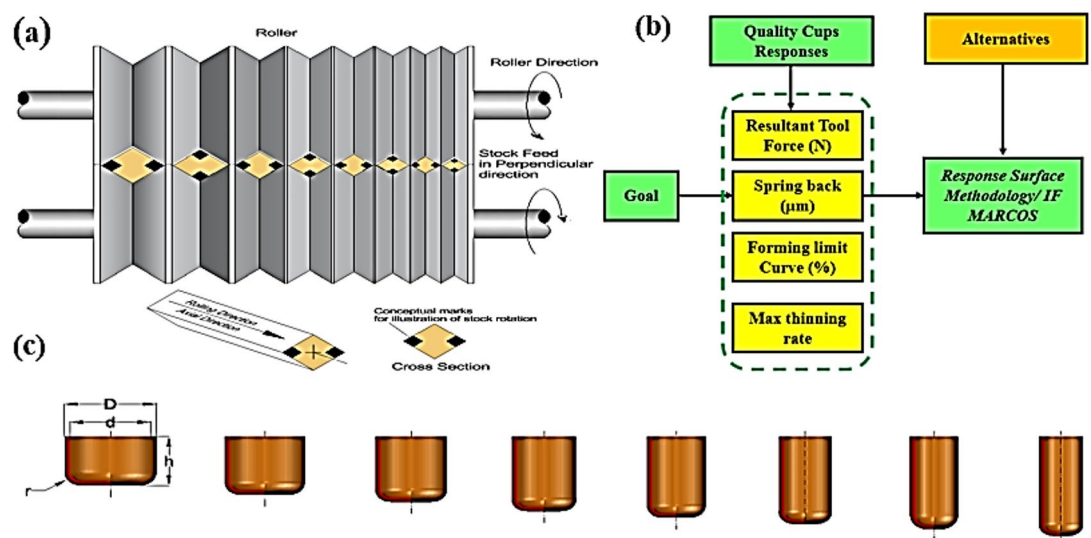 (a)
Roller
Roller Direction
Stock Feed
in Perpendicular
direction
Rolling Direction
Axial Direction
Conceptual marks
for illustration of stock rotation
Cross Section
(b)
Quality Cups
Responses
Alternatives
Resultant Tool
Force (N)
Goal
Spring back
(µm)
Response Surface
Methodology/ IF
MARCOS
Forming limit
Curve (%)
Max thinning
rate
(c)
D
d
h
r